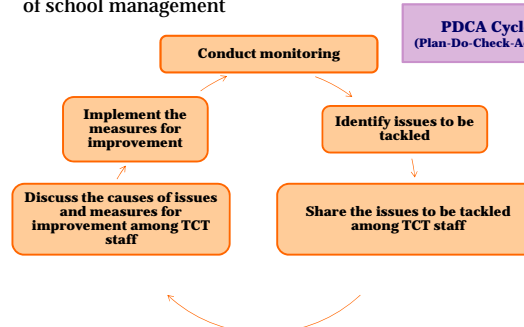 of school management
PDCA Cycl
(Plan-Do-Check-A
Conduct monitoring
Implement the
measures for
improvement
Identify issues to be
tackled
Discuss the causes of issues
and measures for
improvement among TCT
staff
Share the issues to be tackled
among TCT staff